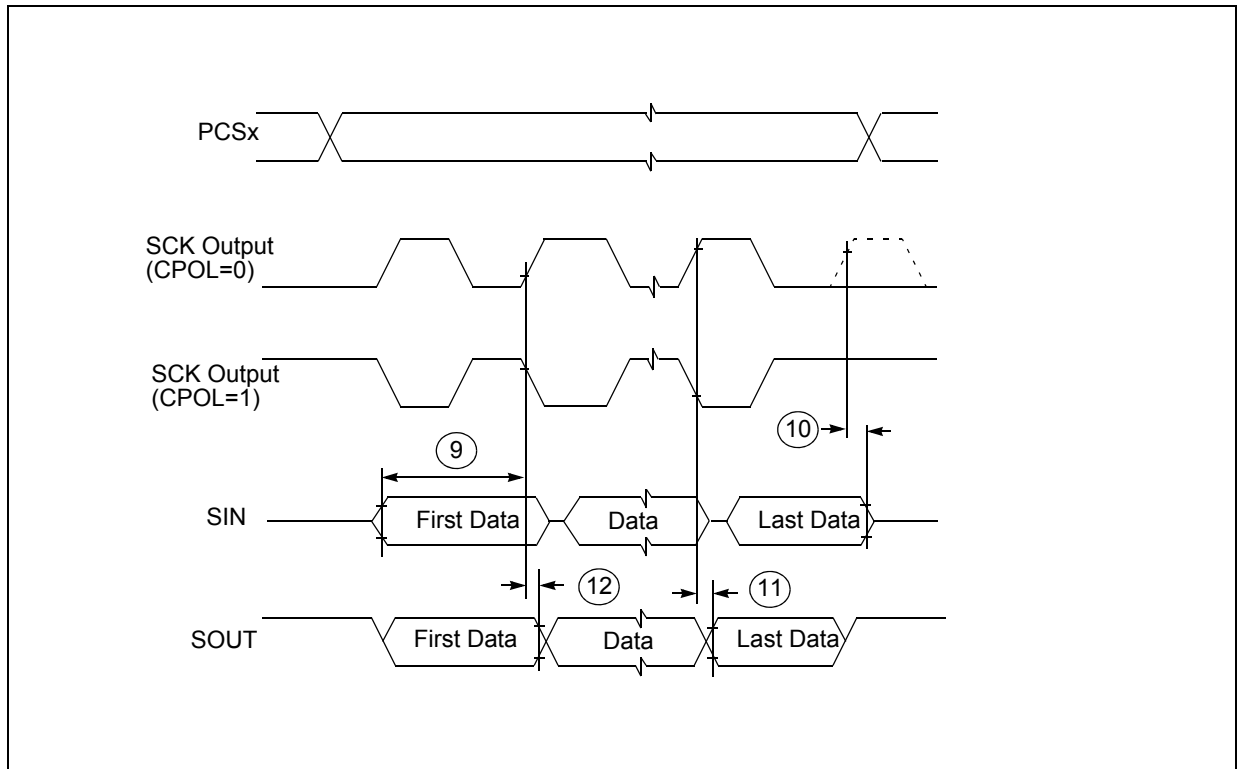 PCSx
SCK Output
(CPOL=0)
SCK Output
(CPOL=1)
10
9
SIN
First Data
Data
Last Data
12
11
SOUT
First Data
Data
Last Data